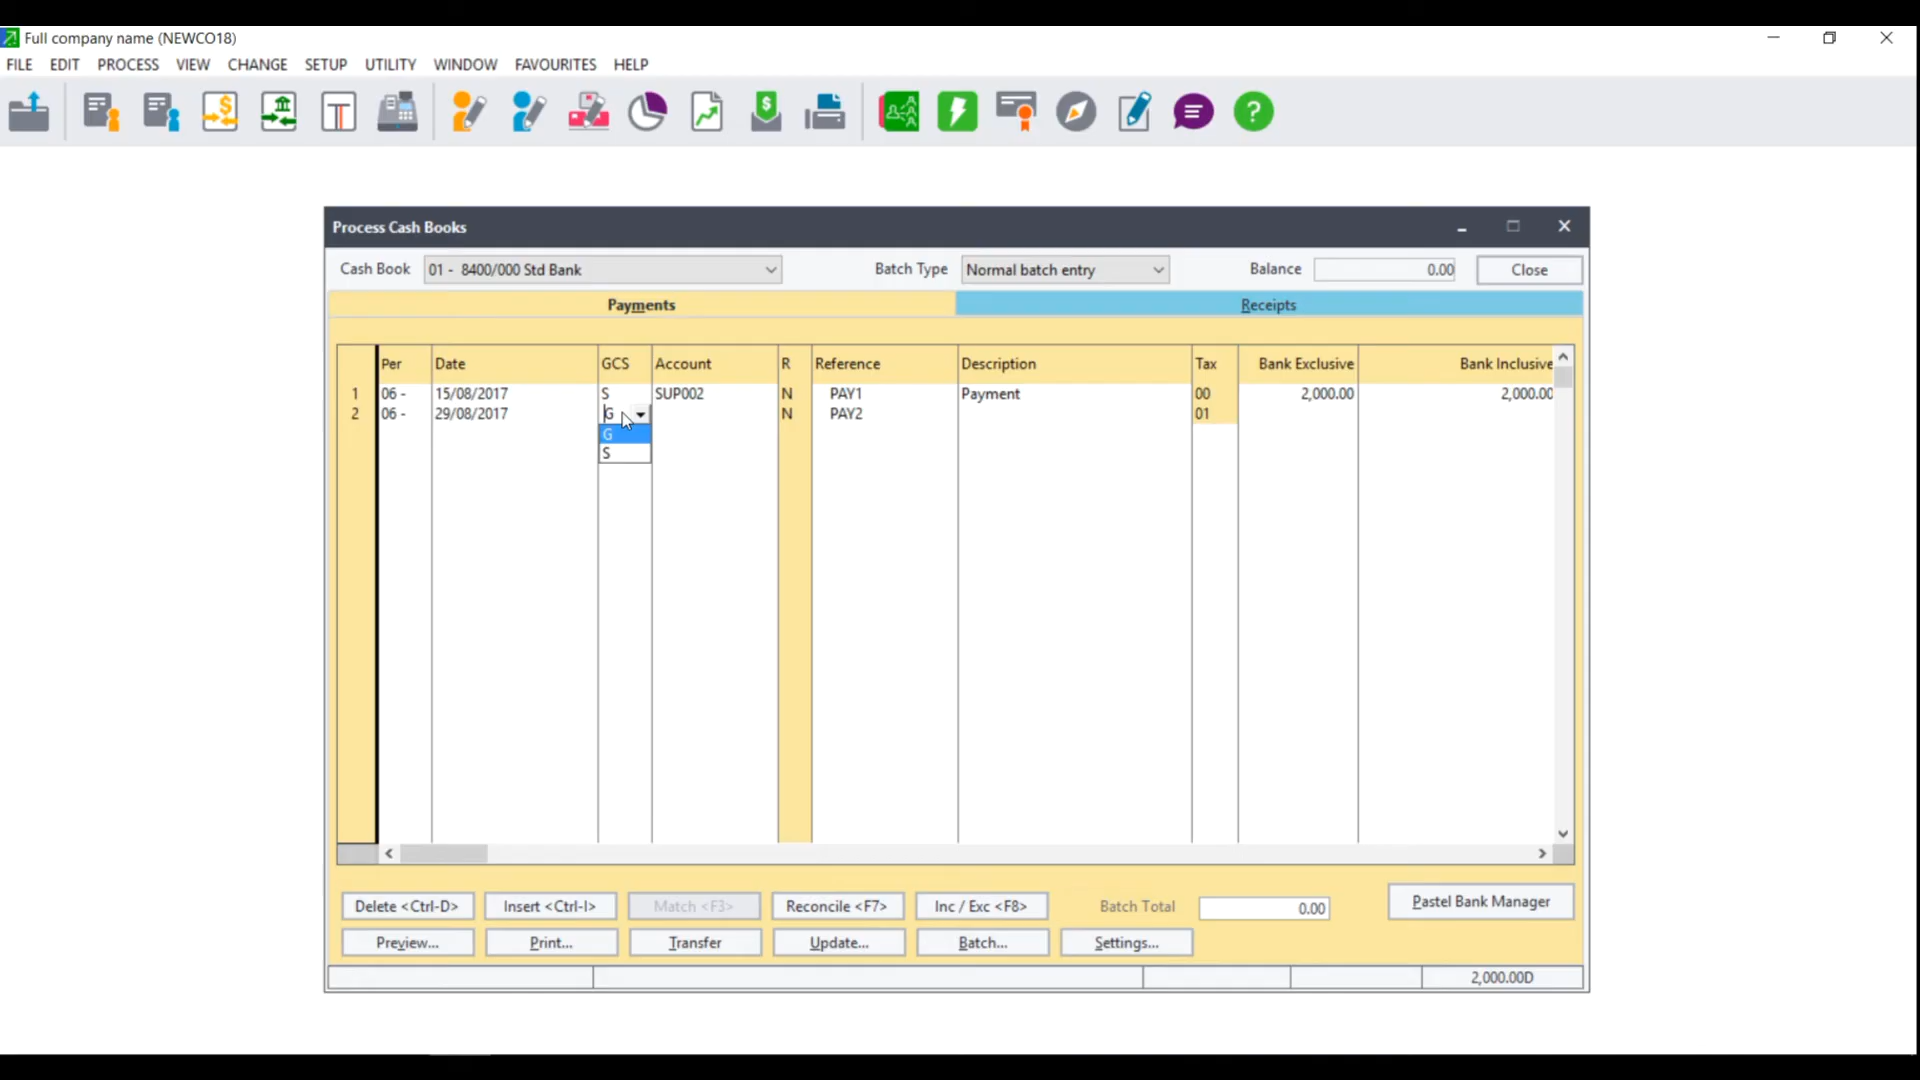 Full company name (NEWCO18)
FILE EDIT PROCESS VIEW CHANGE SETUP UTILITY WINDOW FAVOURITES HELP
Process Cash Books
Cash Book 01 - 8400/000 Std Bank Batch Type Normal batch entry Balance 0.00 Close
Payments Receipts
Per Date GCS Account R Reference Description Tax Bank Exclusive Bank Inclusive
1 06 - 15/08/2017 S SUP002 N PAY1 Payment 00 2,000.00 2,000.00
2 06 - 29/08/2017 G N PAY2 01
G
S
Delete <Ctrl-D> Insert <Ctrl-I> Match <F3> Reconcile <F7> Inc / Exc <F8> Batch Total 0.00 Pastel Bank Manager
Preview... Print... Transfer Update... Batch... Settings...
2,000.00D